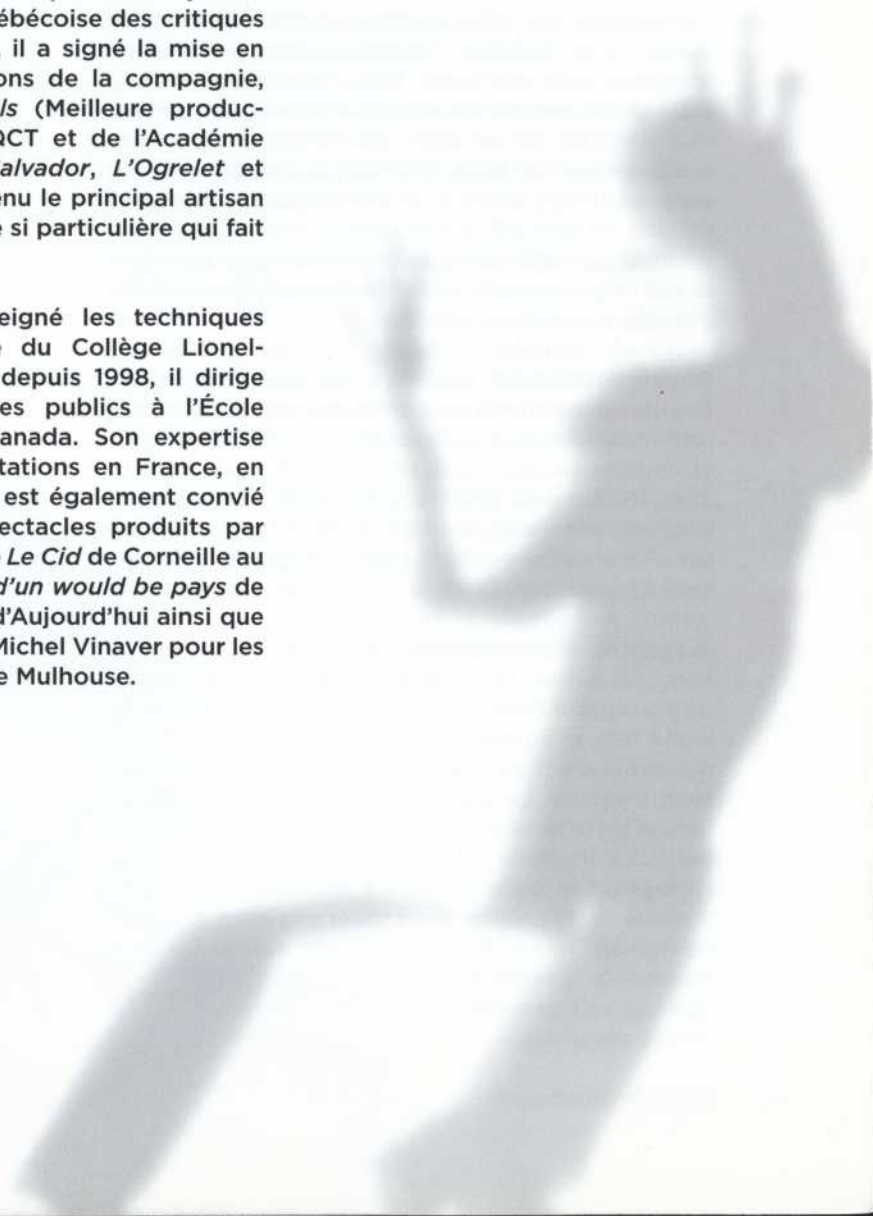 ébécoise des critiques
il a signé la mise en
ons de la compagnie,
ls (Meilleure produc-
QCT et de l'Académie
alvador, L'Ogrelet et
nu le principal artisan
e si particulière qui fait
eigné les techniques
du Collège Lionel-
depuis 1998, il dirige
es publics à l'École
anada. Son expertise
tations en France, en
est également convié
ectacles produits par
Le Cid de Corneille au
d'un would be pays de
d'Aujourd'hui ainsi que
Michel Vinaver pour les
e Mulhouse.